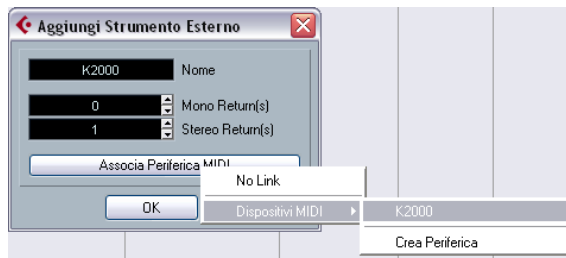 Aggiungi Strumento Esterno
K2000 Nome
0 Mono Return(s)
1 Stereo Return(s)
Associa Periferica MIDI
No Link
OK
Dispositivi MIDI
K2000
Crea Periferica